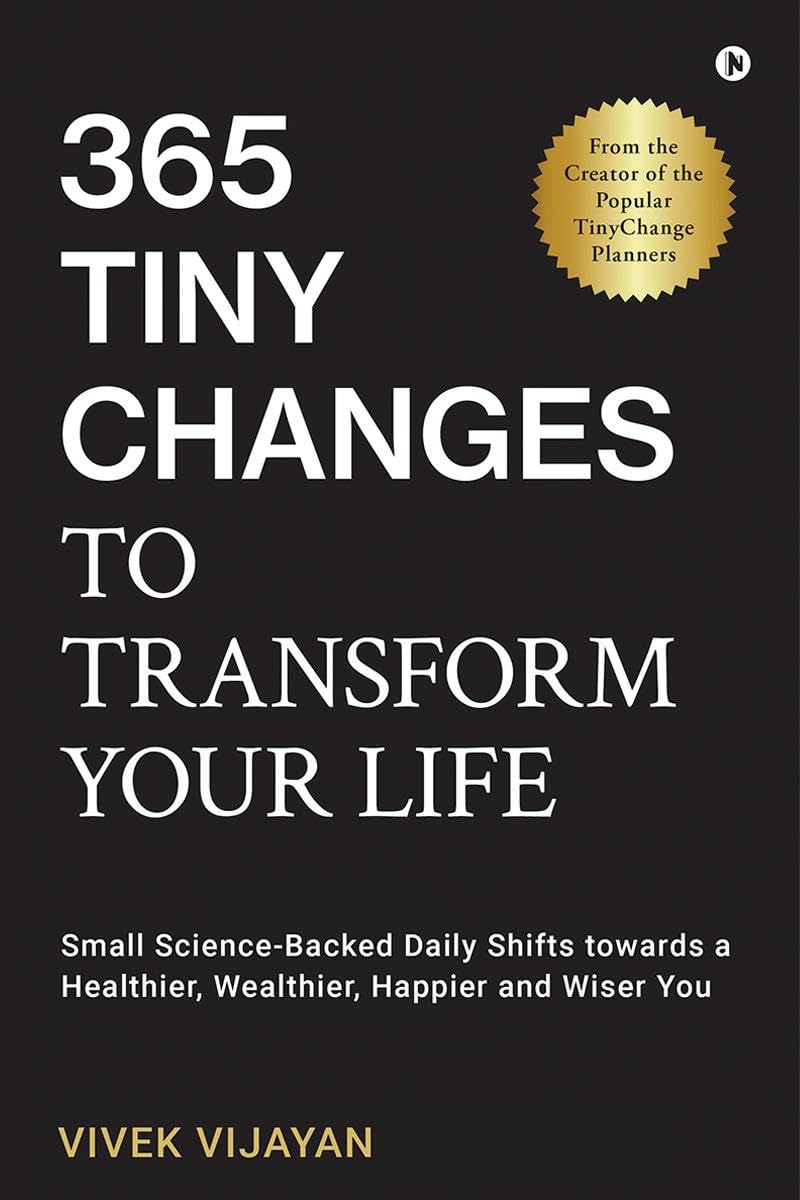 N
From the
Creator of the
Popular
TinyChange
Planners
365
TINY
CHANGES
TO
TRANSFORM
YOUR LIFE
Small Science-Backed Daily Shifts towards a
Healthier, Wealthier, Happier and Wiser You
VIVEK VIJAYAN